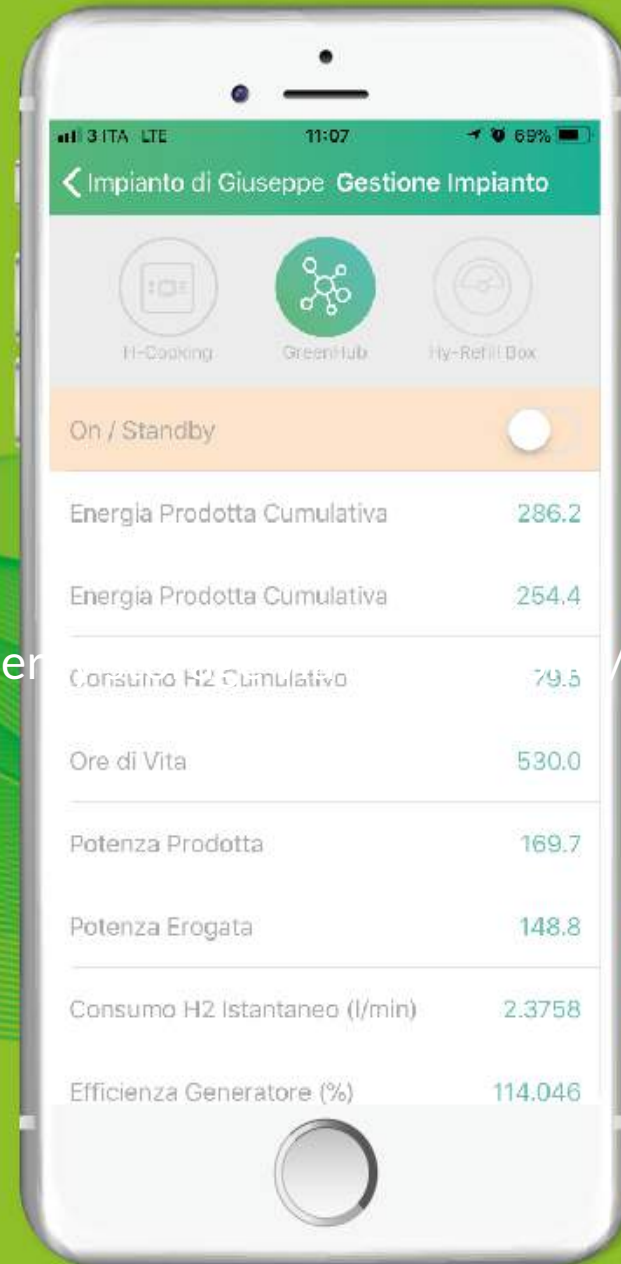 3 ITA LTE 11:07 69%
Impianto di Giuseppe Gestione Impianto
H-Cooking GreenHub Hy-Refill Box
On / Standby
Energia Prodotta Cumulativa 286.2
Energia Prodotta Cumulativa 254.4
er Consumo H2 Cumulativo 79.5
Ore di Vita 530.0
Potenza Prodotta 169.7
Potenza Erogata 148.8
Consumo H2 Istantaneo (l/min) 2.3758
Efficienza Generatore (%) 114.046